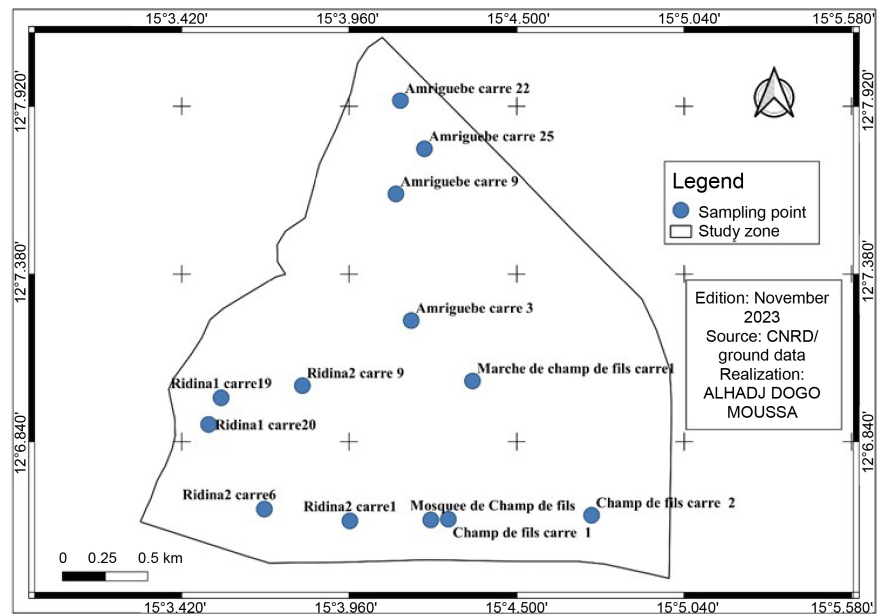 15°3.420' 15°3.960' 15°4.500' 15°5.040' 15°5.580'
12°7.920'
12°7.920'
Amriguebe carre 22
Amriguebe carre 25
Amriguebe carre 9
Legend
Sampling point
Study zone
12°7.380'
12°7.380'
Edition: November
2023
Source: CNRD/
ground data
Realization:
ALHADJ DOGO
MOUSSA
Amriguebe carre 3
Marche de champ de fils carre1
Ridina2 carre 9
Ridina1 carre19
Ridina1 carre20
12°6.840'
12°6.840'
Ridina2 carre6
Ridina2 carre1
Mosquee de Champ de fils
Champ de fils carre 2
Champ de fils carre 1
0 0.25 0.5 km
15°3.420' 15°3.960' 15°4.500' 15°5.040' 15°5.580'